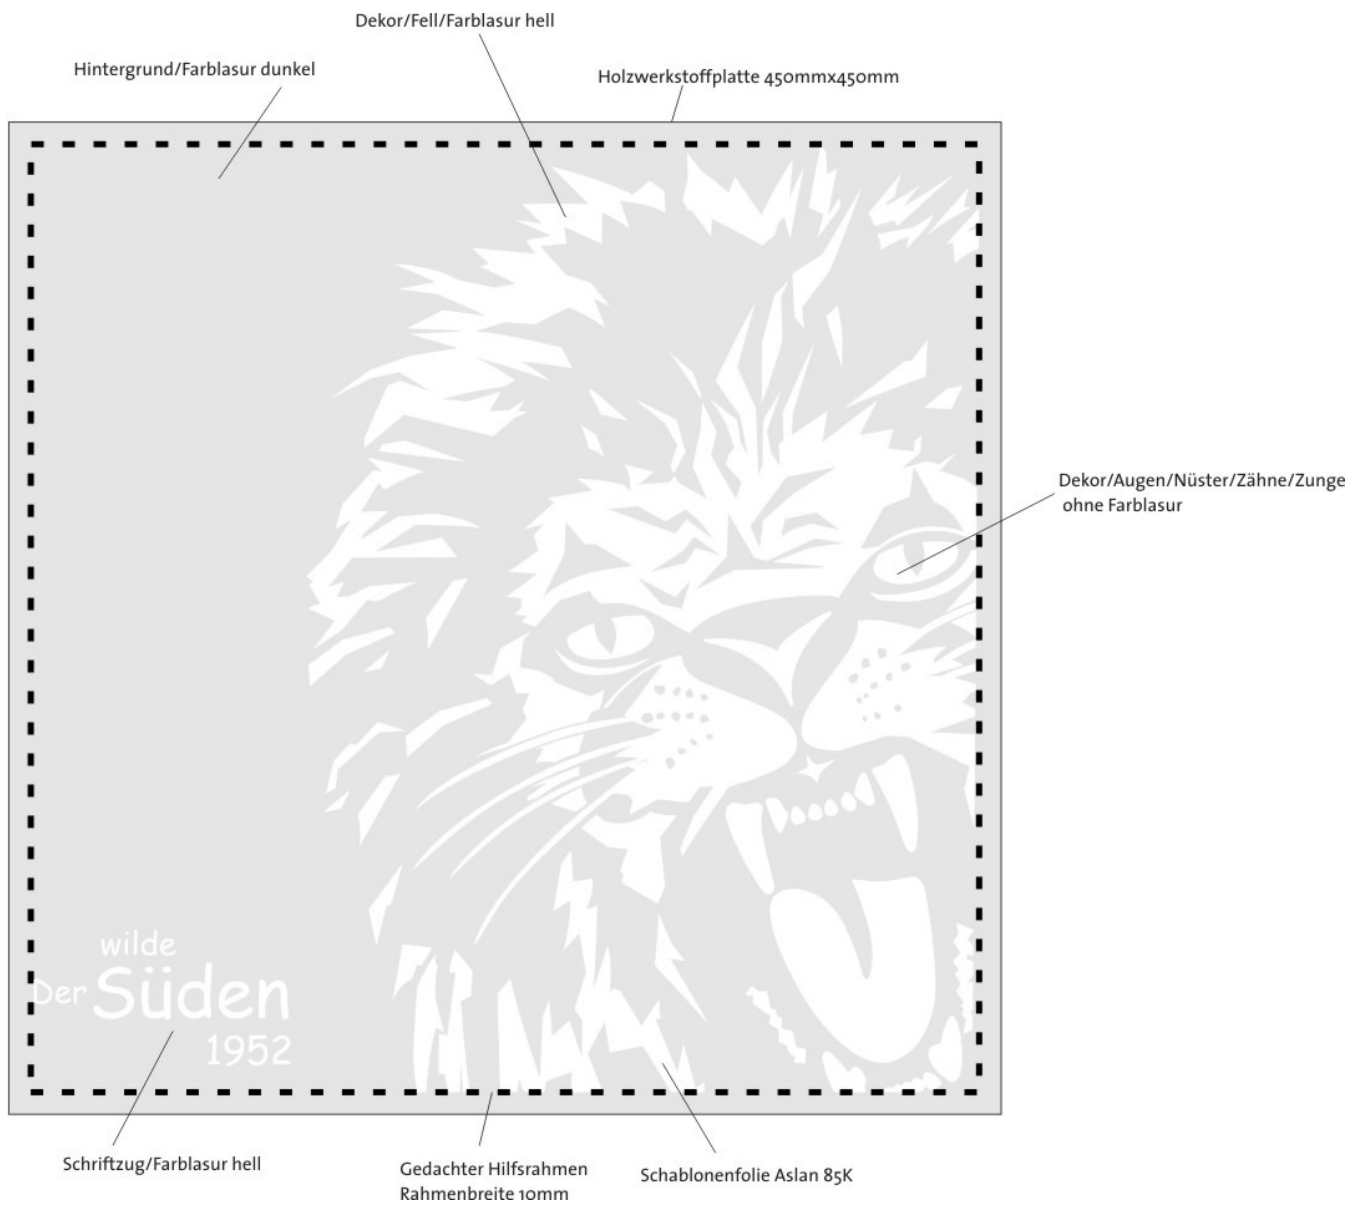 Dekor/Fell/Farblasur hell
Hintergrund/Farblasur dunkel
Holzwerkstoffplatte 450mmx450mm
Dekor/Augen/Nüster/Zähne/Zunge
ohne Farblasur
wilde
Der Süden
1952
Schriftzug/Farblasur hell
Gedachter Hilfsrahmen
Rahmenbreite 10mm
Schablonenfolie Aslan 85K